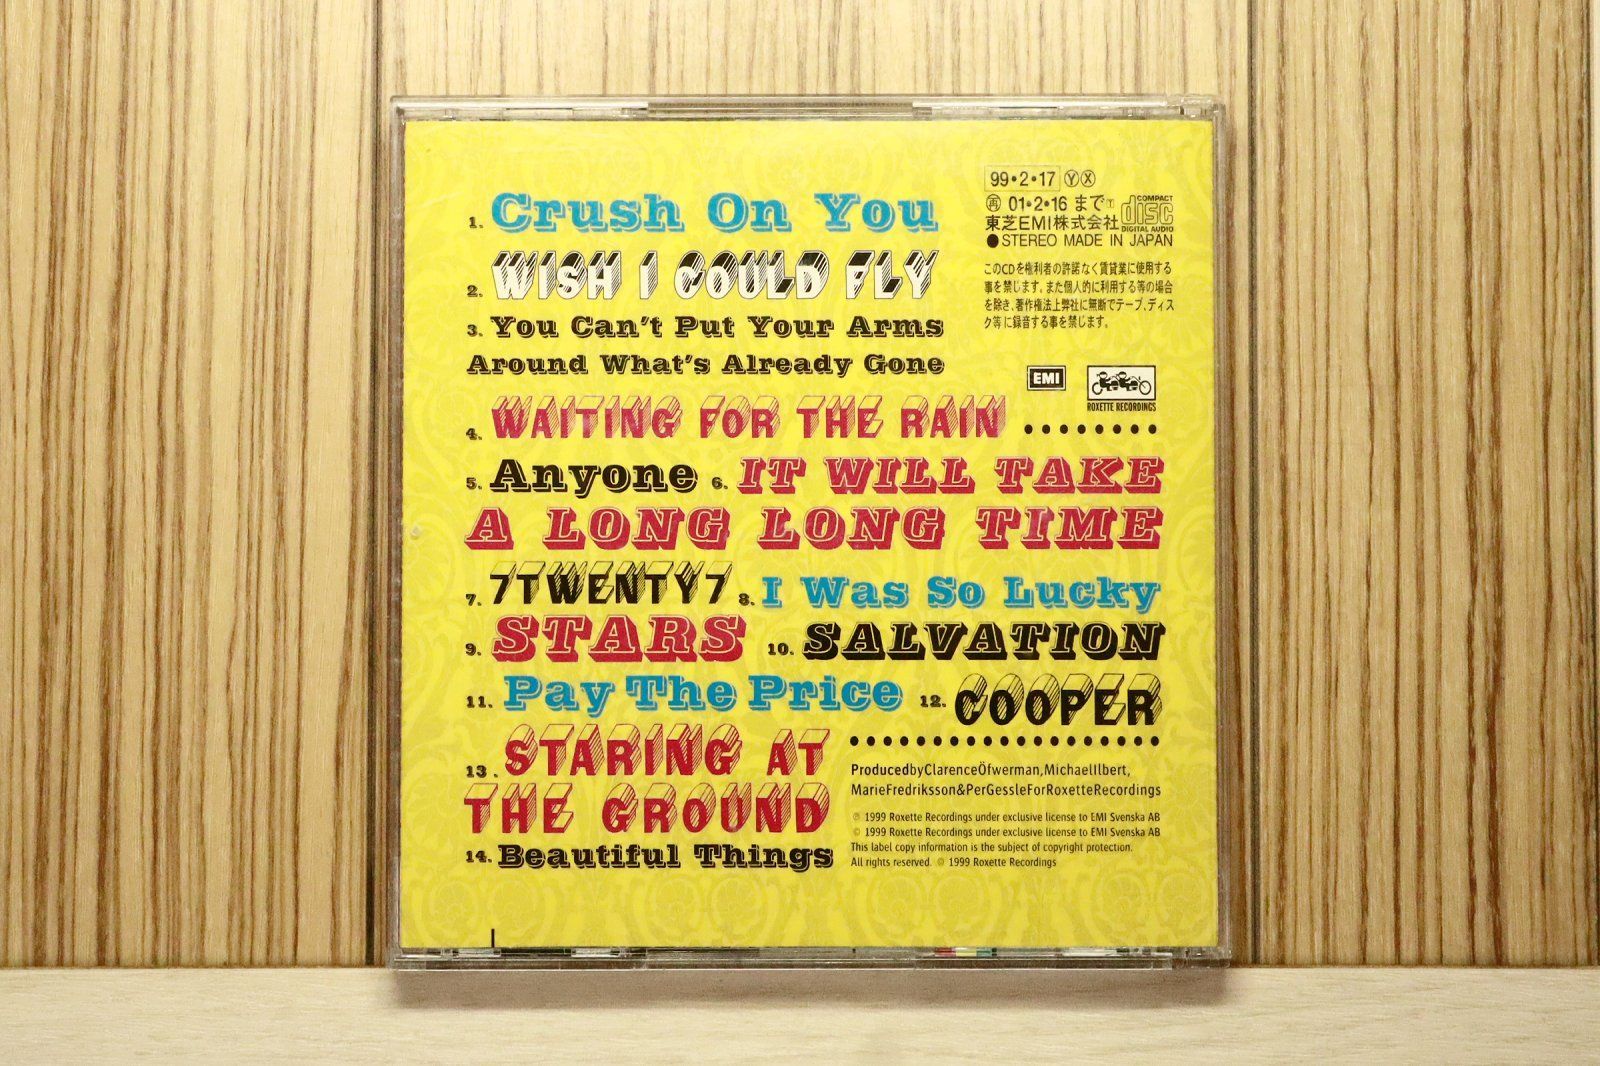 1. Crush On You
2. WISH I COULD FLY
3. You Can't Put Your Arms
Around What's Already Gone
4. WAITING FOR THE RAIN
5. Anyone 6. IT WILL TAKE
A LONG LONG TIME
7. 7TWENTY7 8. I Was So Lucky
9. STARS 10. SALVATION
11. Pay The Price 12. COOPER
13. STARING AT
THE GROUND
14. Beautiful Things
99・2・17 ⓎⓍ
㊢ 01・2・16 まで
東芝EMI株式会社
COMPACT
disc
DIGITAL AUDIO
●STEREO MADE IN JAPAN
このCDを権利者の許諾なく賃貸業に使用する
事を禁じます。また個人的に利用する等の場合
を除き、著作権法上弊社に無断でテープ、ディス
ク等に録音する事を禁じます。
EMI
ROXETTE RECORDINGS
ProducedbyClarenceÖfwerman,MichaelIlbert,
MarieFredriksson&PerGessleForRoxetteRecordings
℗ 1999 Roxette Recordings under exclusive license to EMI Svenska AB
© 1999 Roxette Recordings under exclusive license to EMI Svenska AB
This label copy information is the subject of copyright protection.
All rights reserved. © 1999 Roxette Recordings